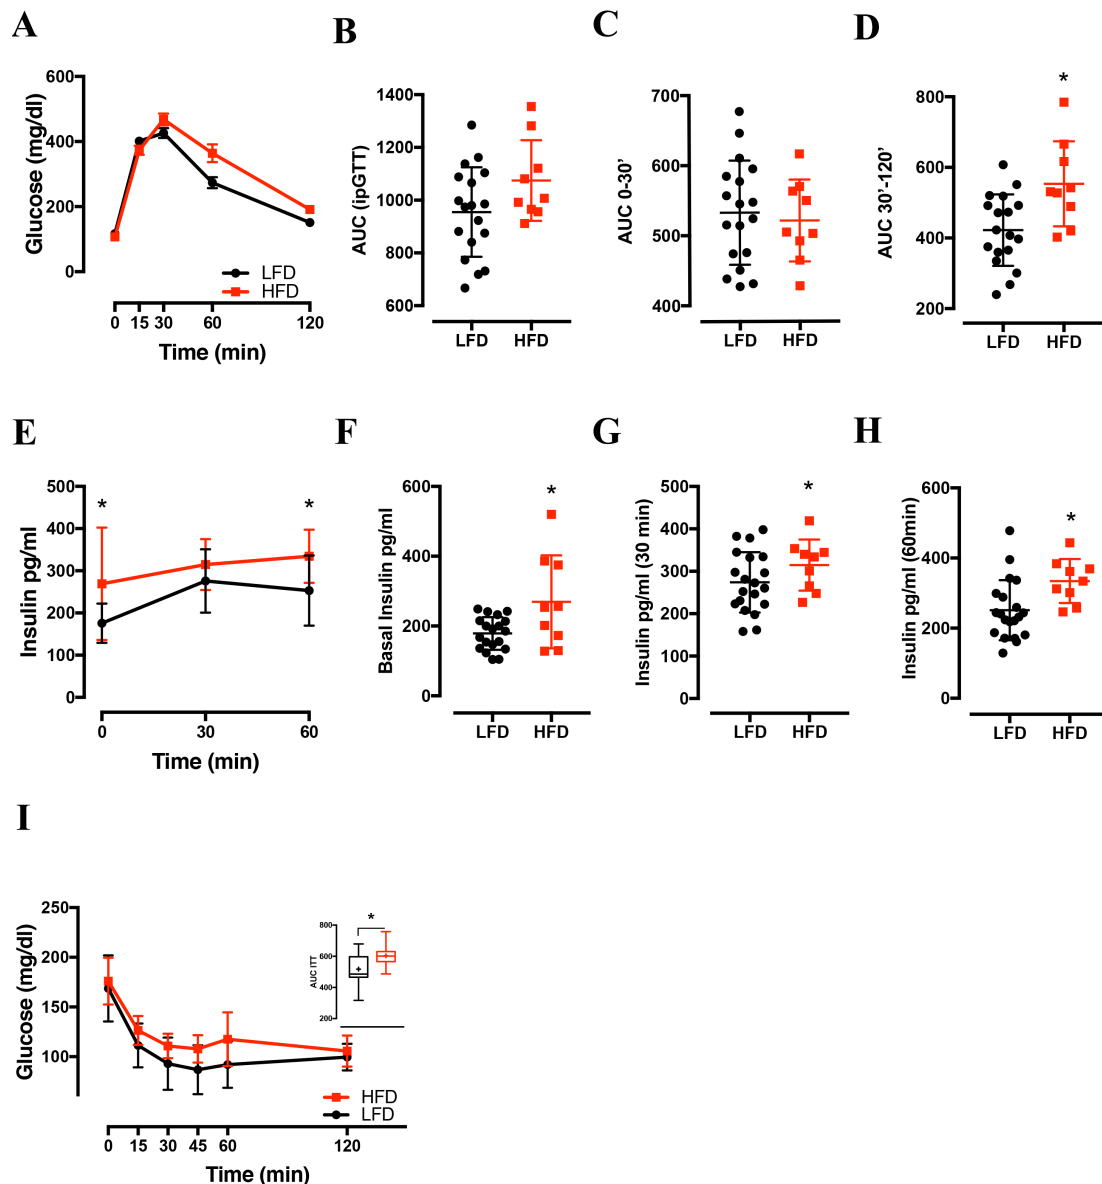 A
Glucose (mg/dl)
600
400
200
0
LFD
HFD
0 15 30 60 120
Time (min)
B
AUC (ipGTT)
1400
1200
1000
800
600
LFD HFD
C
AUC 0-30'
700
600
500
400
LFD HFD
D
AUC 30'-120'
*
800
600
400
200
LFD HFD
E
Insulin pg/ml
500
400
300
200
100
0
* *
0 30 60
Time (min)
F
Basal Insulin pg/ml
600
400
200
0
*
LFD HFD
G
Insulin pg/ml (30 min)
500
400
300
200
100
0
*
LFD HFD
H
Insulin pg/ml (60min)
600
400
200
0
*
LFD HFD
I
Glucose (mg/dl)
250
200
150
100
AUC ITT
800
600
400
200
*
HFD
LFD
0 15 30 45 60 120
Time (min)